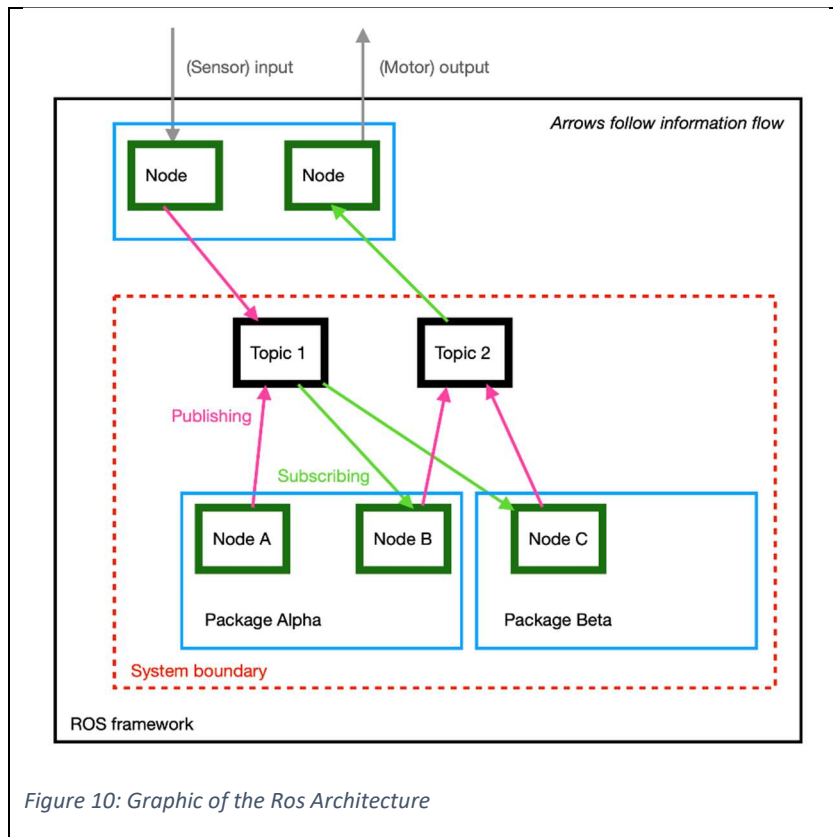 (Sensor) input
(Motor) output
Arrows follow information flow
Node
Node
Topic 1
Topic 2
Publishing
Subscribing
Node A
Node B
Node C
Package Alpha
Package Beta
System boundary
ROS framework
Figure 10: Graphic of the Ros Architecture